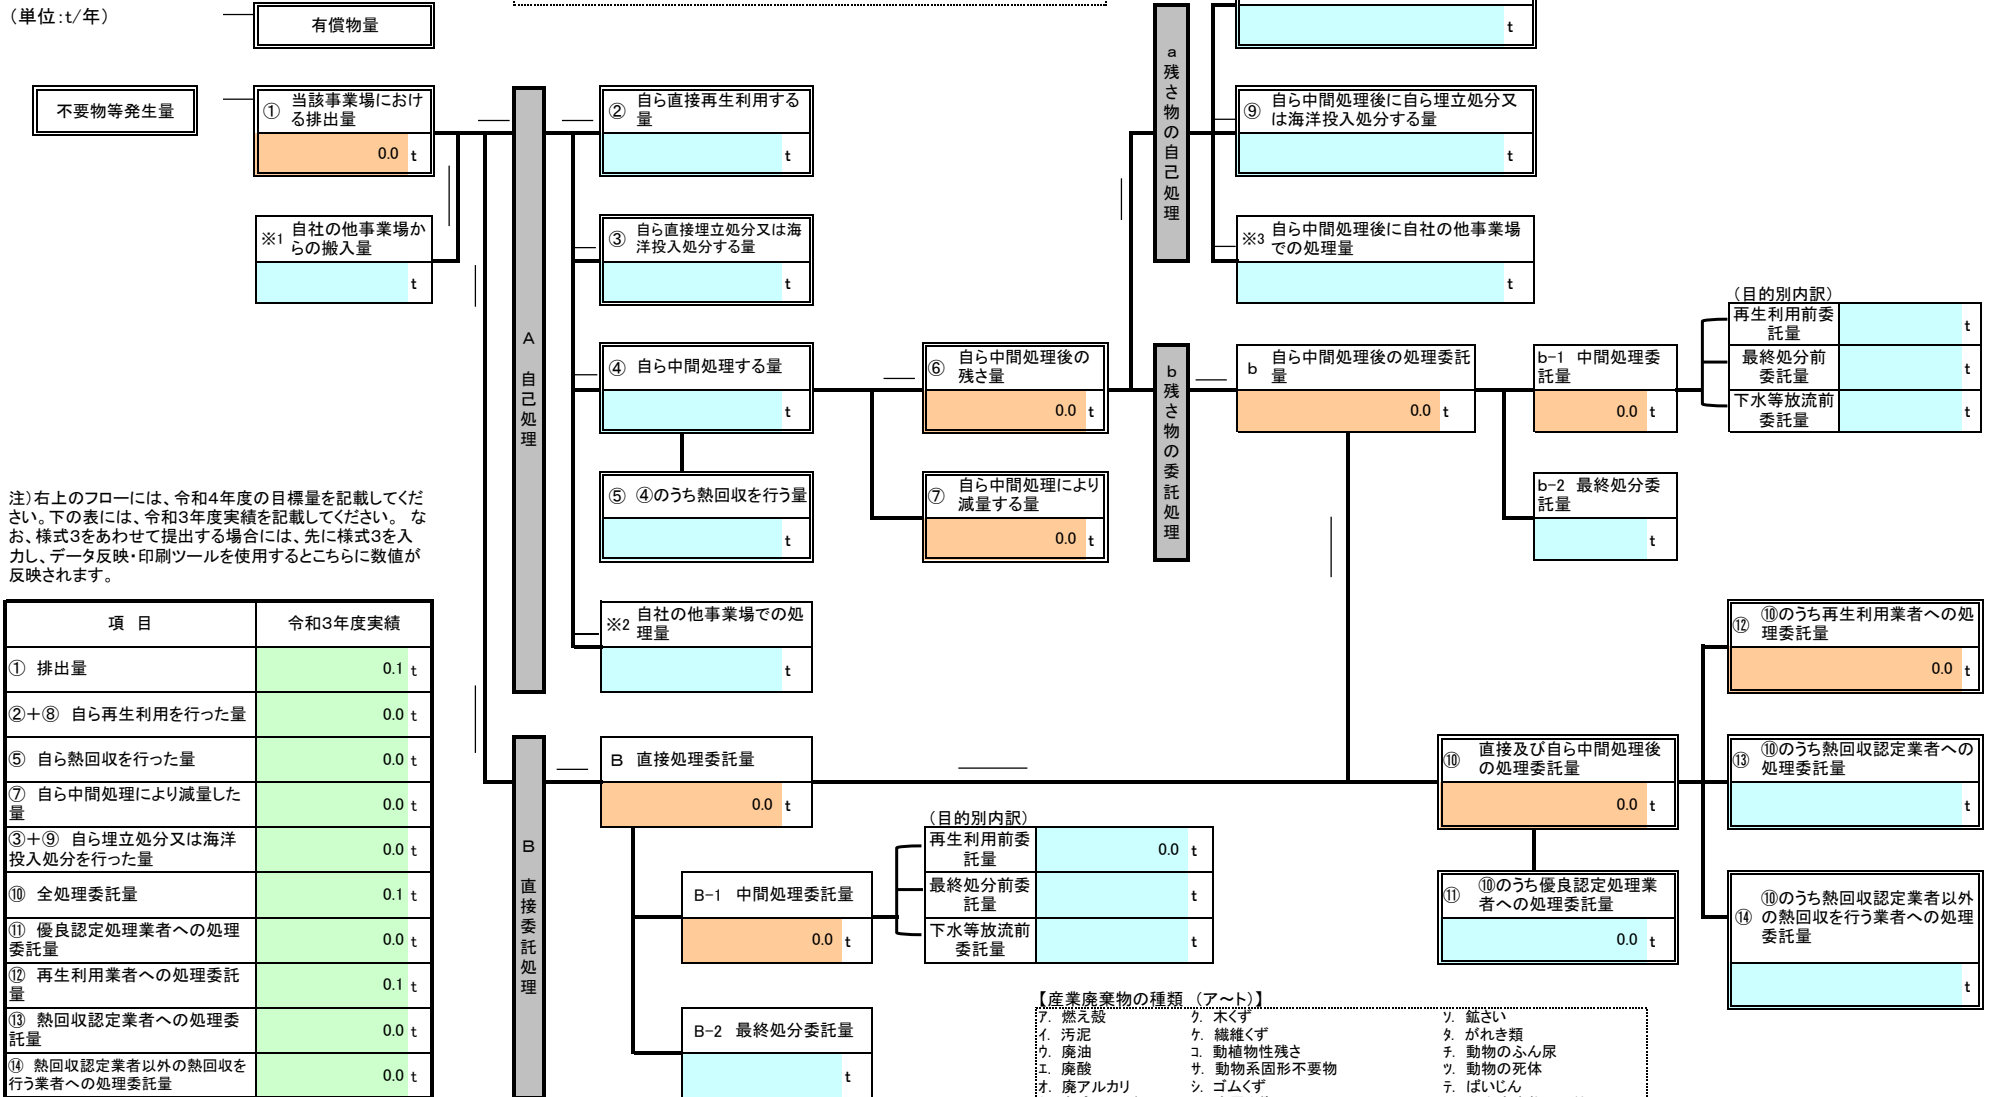 (単位:t/年)
有償物量
t
不要物等発生量
① 当該事業場におけ
る排出量
0.0 t
※1 自社の他事業場か
らの搬入量
t
A 自己処理
② 自ら直接再生利用する
量
t
③ 自ら直接埋立処分又は海
洋投入処分する量
t
④ 自ら中間処理する量
t
⑤ ④のうち熱回収を行う量
t
※2 自社の他事業場での処
理量
t
⑥ 自ら中間処理後の
残さ量
0.0 t
⑦ 自ら中間処理により
減量する量
0.0 t
a 残さ物の自己処理
⑨ 自ら中間処理後に自ら埋立処分又
は海洋投入処分する量
t
※3 自ら中間処理後に自社の他事業場
での処理量
t
b 残さ物の委託処理
b 自ら中間処理後の処理委託
量
0.0 t
b-1 中間処理委
託量
0.0 t
b-2 最終処分委
託量
t
(目的別内訳)
再生利用前委
託量
t
最終処分前
委託量
t
下水等放流前
委託量
t
注)右上のフローには、令和4年度の目標量を記載してくだ
さい。下の表には、令和3年度実績を記載してください。 な
お、様式3をあわせて提出する場合には、先に様式3を入
力し、データ反映・印刷ツールを使用するとこちらに数値が
反映されます。
項 目 令和3年度実績
① 排出量 0.1 t
②+⑧ 自ら再生利用を行った量 0.0 t
⑤ 自ら熱回収を行った量 0.0 t
⑦ 自ら中間処理により減量した
量 0.0 t
③+⑨ 自ら埋立処分又は海洋
投入処分を行った量 0.0 t
⑩ 全処理委託量 0.1 t
⑪ 優良認定処理業者への処理
委託量 0.0 t
⑫ 再生利用業者への処理委託
量 0.1 t
⑬ 熱回収認定業者への処理委
託量 0.0 t
⑭ 熱回収認定業者以外の熱回収を
行う業者への処理委託量 0.0 t
B 直接委託処理
B 直接処理委託量
0.0 t
B-1 中間処理委託量
0.0 t
B-2 最終処分委託量
t
(目的別内訳)
再生利用前委
託量
0.0 t
最終処分前委
託量
t
下水等放流前
委託量
t
⑩ 直接及び自ら中間処理後
の処理委託量
0.0 t
⑪ ⑩のうち優良認定処理業
者への処理委託量
0.0 t
⑫ ⑩のうち再生利用業者への処
理委託量
0.0 t
⑬ ⑩のうち熱回収認定業者への
処理委託量
t
⑭ ⑩のうち熱回収認定業者以外
の熱回収を行う業者への処理
委託量
t
【産業廃棄物の種類 (ア～ト)】
ア. 燃え殻 ク. 木くず ソ. 鉱さい
イ. 汚泥 ケ. 繊維くず タ. がれき類
ウ. 廃油 コ. 動植物性残さ チ. 動物のふん尿
エ. 廃酸 サ. 動物系固形不要物 ツ. 動物の死体
オ. 廃アルカリ シ. ゴムくず テ. ばいじん